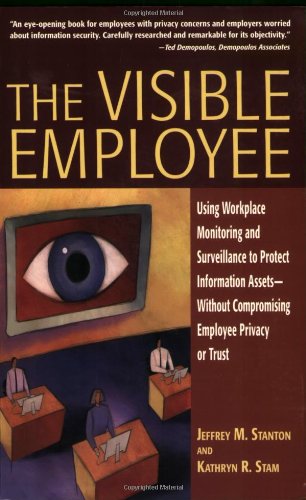 "An eye-opening book for employees with privacy concerns and employers worried
about information security. Carefully researched and remarkable for its objectivity."
—Ted Demopoulos, Demopoulos Associates
THE VISIBLE
EMPLOYEE
Using Workplace
Monitoring and
Surveillance to Protect
Information Assets—
Without Compromising
Employee Privacy
or Trust
JEFFREY M. STANTON
AND
KATHRYN R. STAM